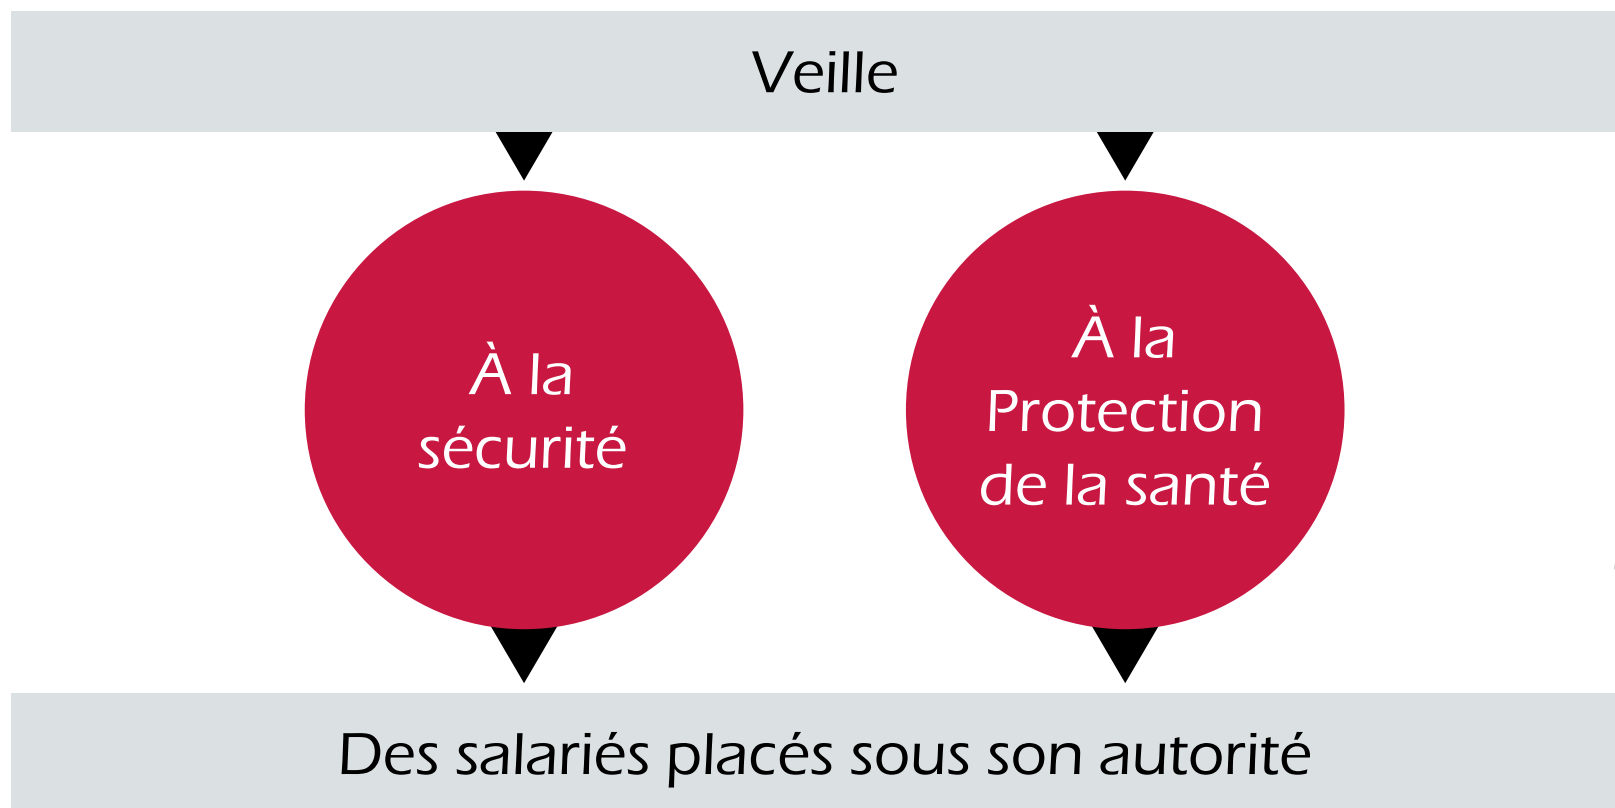 Veille
À la
sécurité
À la
Protection
de la santé
Des salariés placés sous son autorité